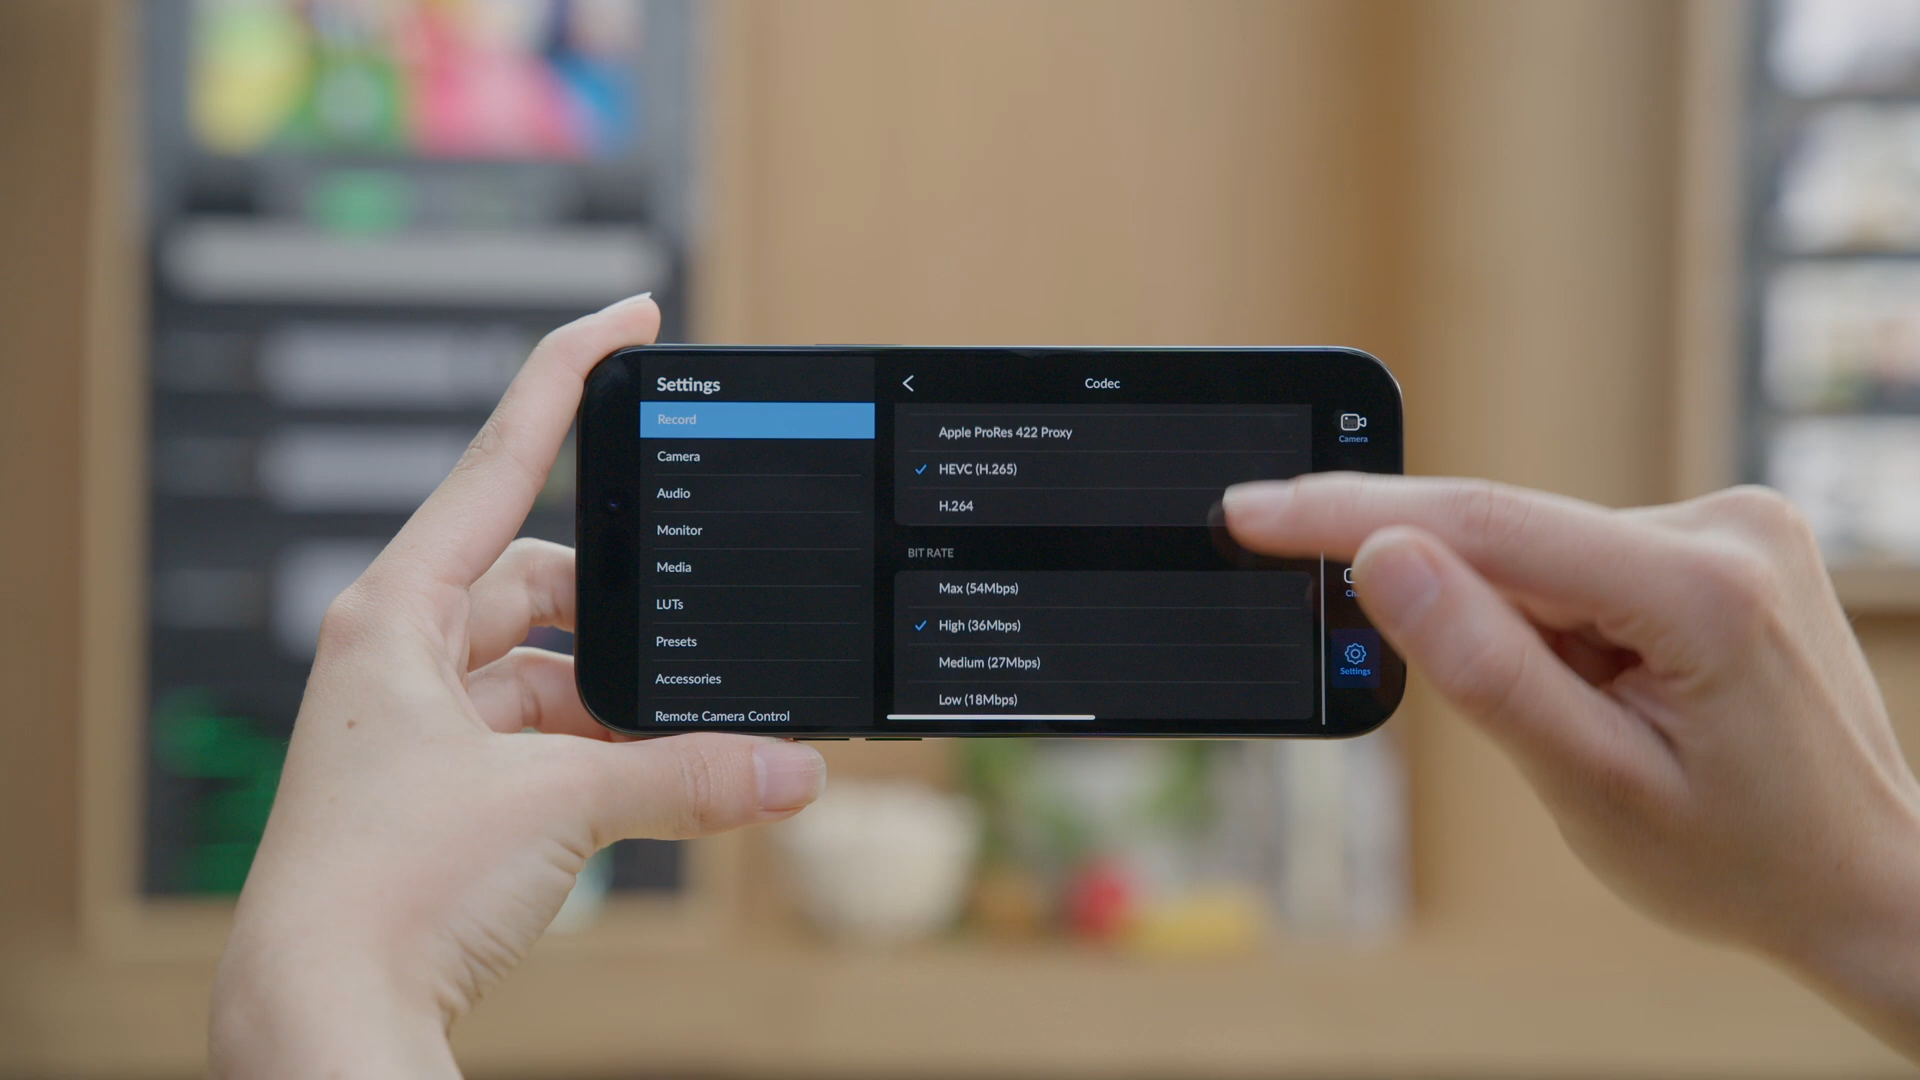 Settings
Record
Camera
Audio
Monitor
Media
LUTs
Presets
Accessories
Remote Camera Control
Codec
Apple ProRes 422 Proxy
HEVC (H.265)
H.264
BIT RATE
Max (54Mbps)
High (36Mbps)
Medium (27Mbps)
Low (18Mbps)
Camera
Settings